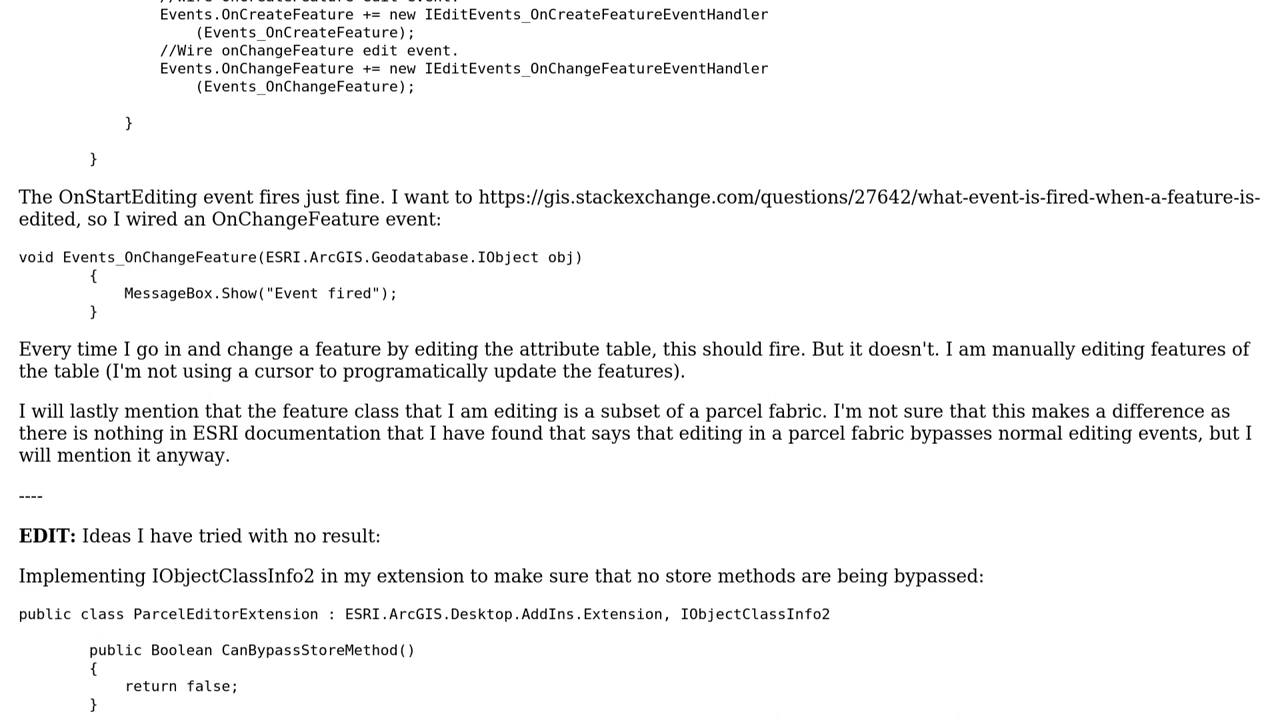 Events.OnCreateFeature += new IEditEvents_OnCreateFeatureEventHandler
(Events_OnCreateFeature);
//Wire onChangeFeature edit event.
Events.OnChangeFeature += new IEditEvents_OnChangeFeatureEventHandler
(Events_OnChangeFeature);
}
}
The OnStartEditing event fires just fine. I want to https://gis.stackexchange.com/questions/27642/what-event-is-fired-when-a-feature-is-
edited, so I wired an OnChangeFeature event:
void Events_OnChangeFeature(ESRI.ArcGIS.Geodatabase.IObject obj)
{
MessageBox.Show("Event fired");
}
Every time I go in and change a feature by editing the attribute table, this should fire. But it doesn't. I am manually editing features of
the table (I'm not using a cursor to programatically update the features).
I will lastly mention that the feature class that I am editing is a subset of a parcel fabric. I'm not sure that this makes a difference as
there is nothing in ESRI documentation that I have found that says that editing in a parcel fabric bypasses normal editing events, but I
will mention it anyway.
----
EDIT: Ideas I have tried with no result:
Implementing IObjectClassInfo2 in my extension to make sure that no store methods are being bypassed:
public class ParcelEditorExtension : ESRI.ArcGIS.Desktop.AddIns.Extension, IObjectClassInfo2
public Boolean CanBypassStoreMethod()
{
return false;
}